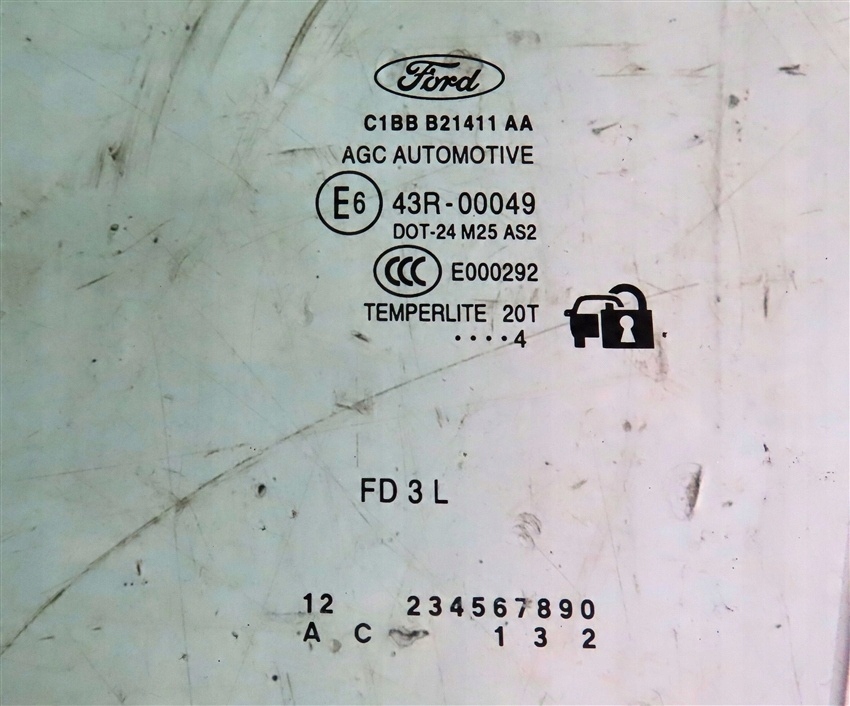 Ford
C1BB B21411 AA
AGC AUTOMOTIVE
E6 43R-00049
DOT-24 M25 AS2
CCC E000292
TEMPERLITE 20T
....4
FD 3 L
12 234567890
A C 1 3 2